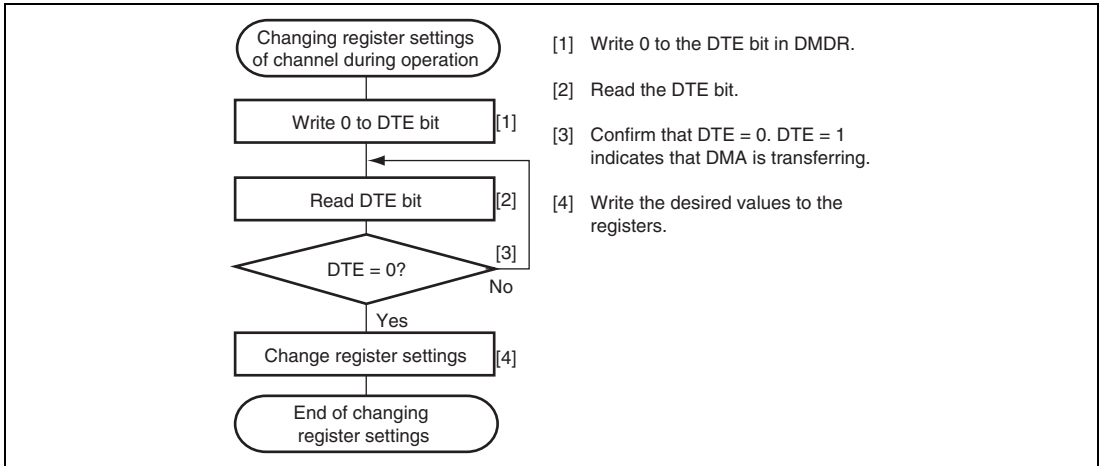 Changing register settings
of channel during operation
Write 0 to DTE bit
[1]
Read DTE bit
[2]
[3]
DTE = 0?
No
Yes
Change register settings
[4]
End of changing
register settings
[1] Write 0 to the DTE bit in DMDR.
[2] Read the DTE bit.
[3] Confirm that DTE = 0. DTE = 1
indicates that DMA is transferring.
[4] Write the desired values to the
registers.